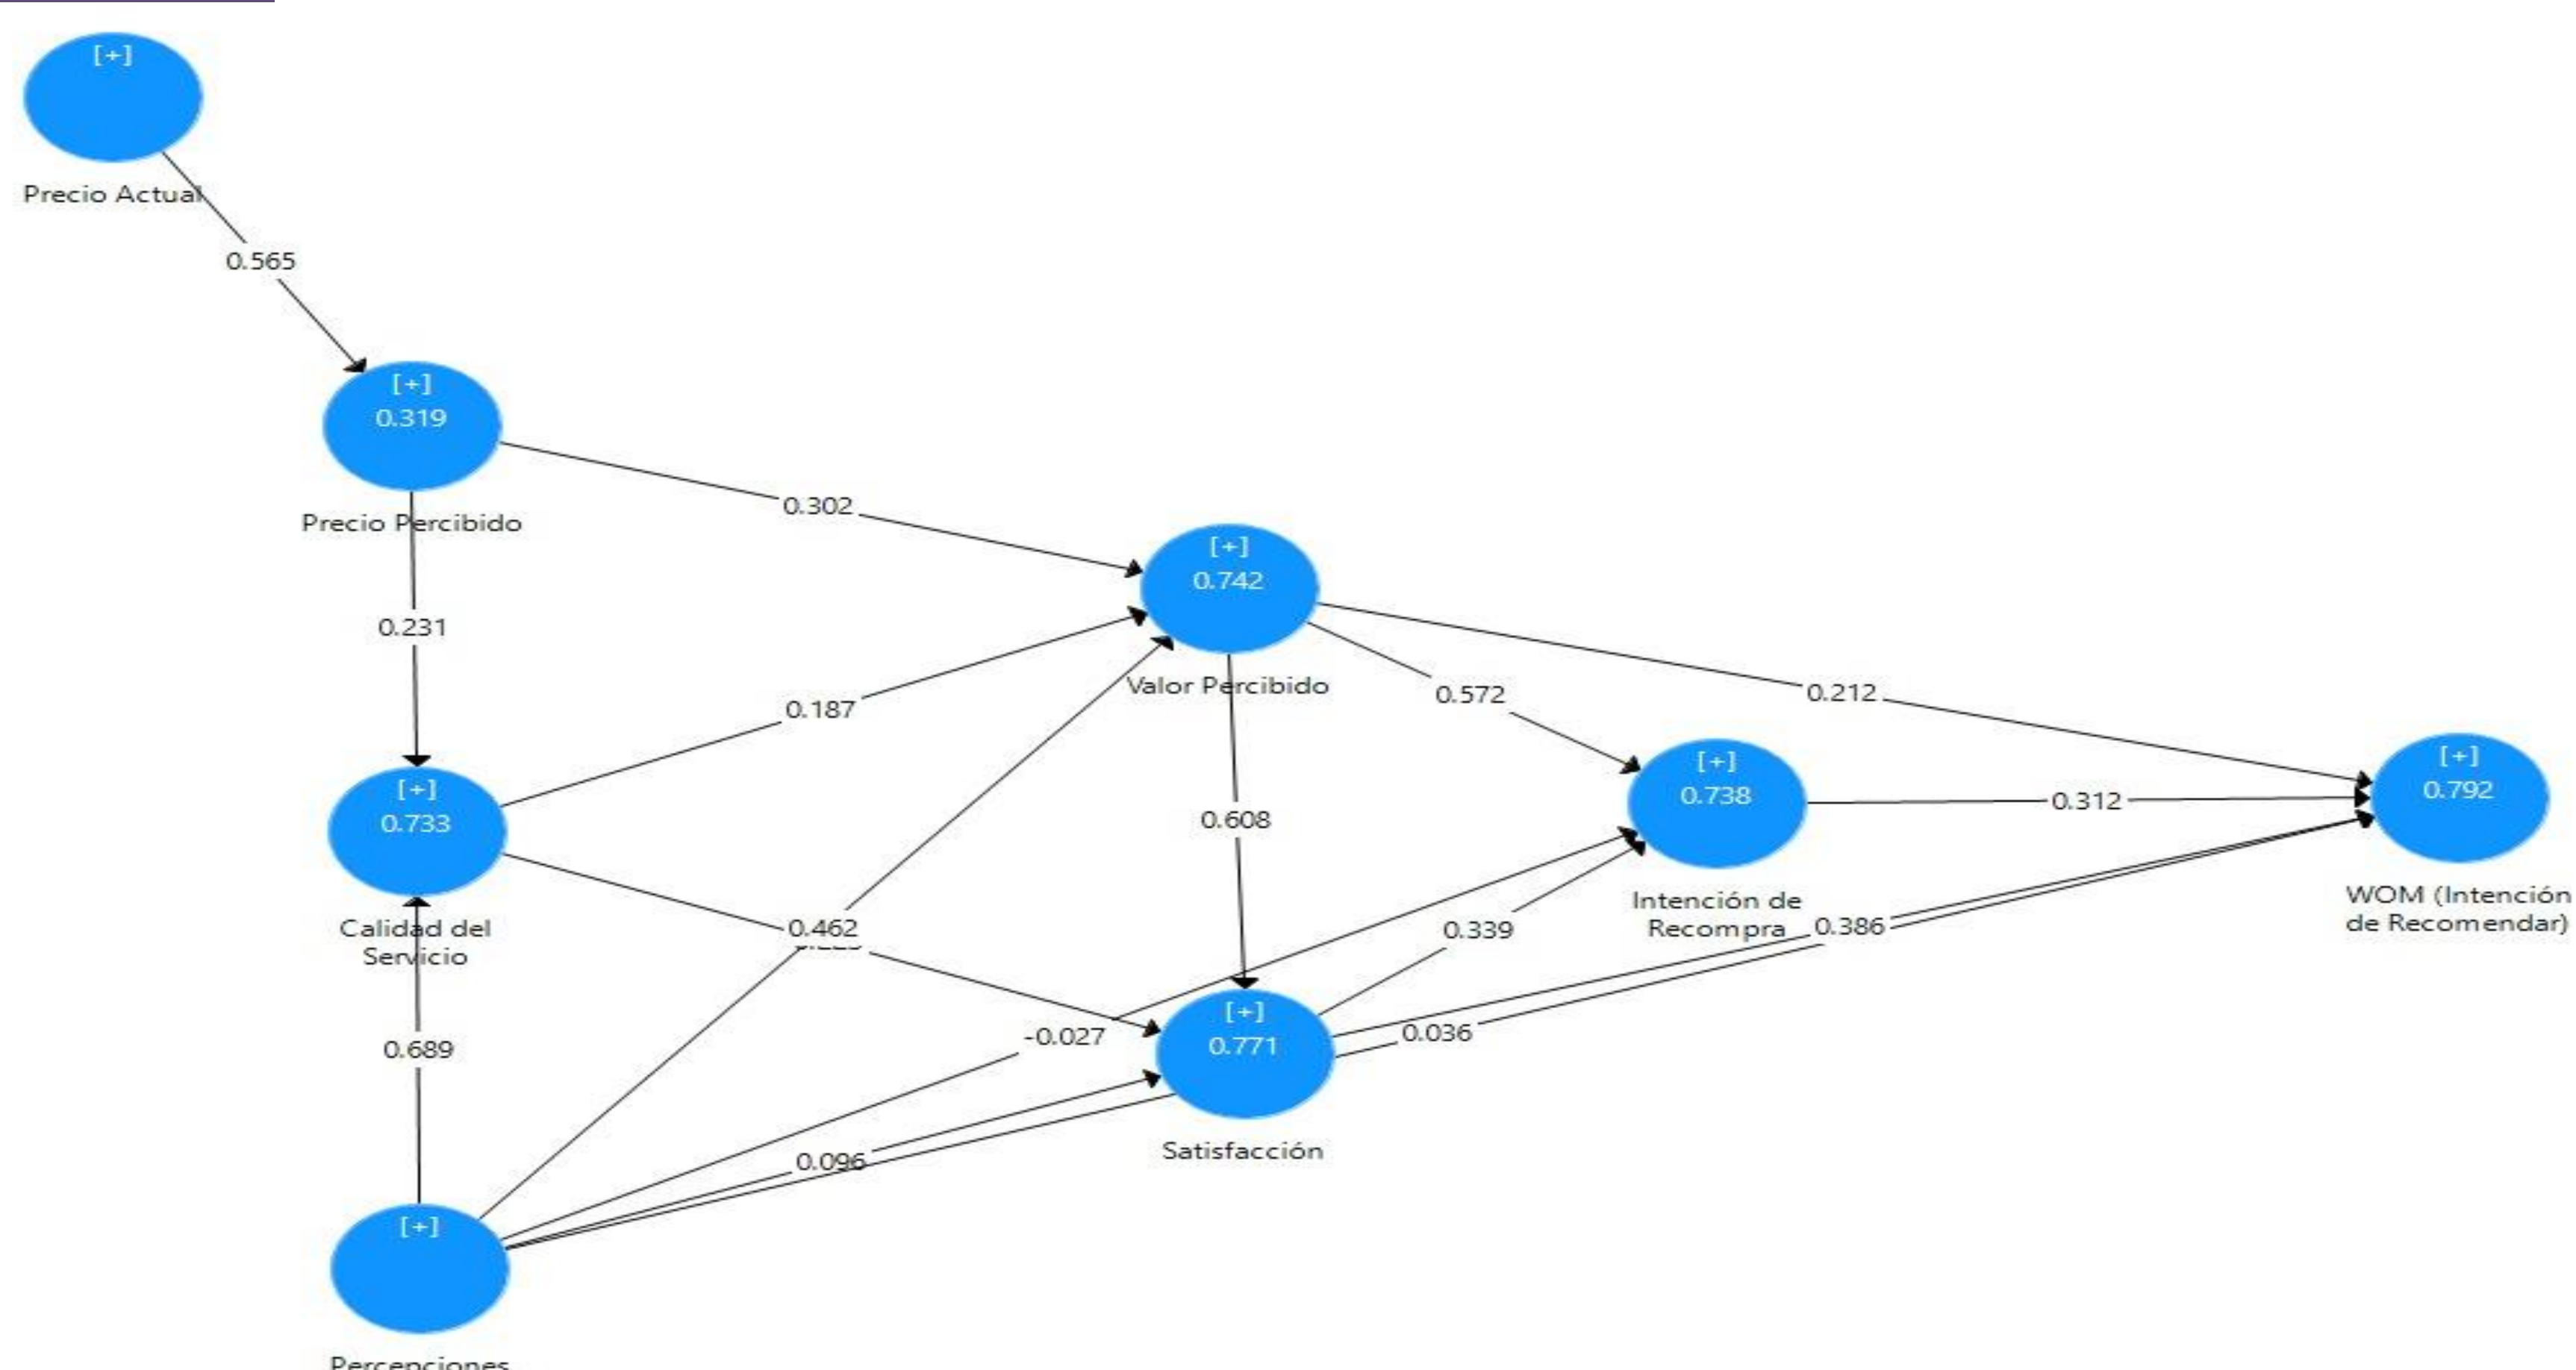 [+]
Precio Actual
0.565
[+]
0.319
Precio Percibido
0.302
[+]
0.742
Valor Percibido
0.231
0.572
0.212
0.187
[+]
0.733
Calidad del
Servicio
0.608
[+]
0.738
Intención de
Recompra
0.312
[+]
0.792
WOM (Intención
de Recomendar)
0.462
0.339
0.386
-0.027
0.036
[+]
0.771
Satisfacción
0.689
0.096
[+]
Percepciones